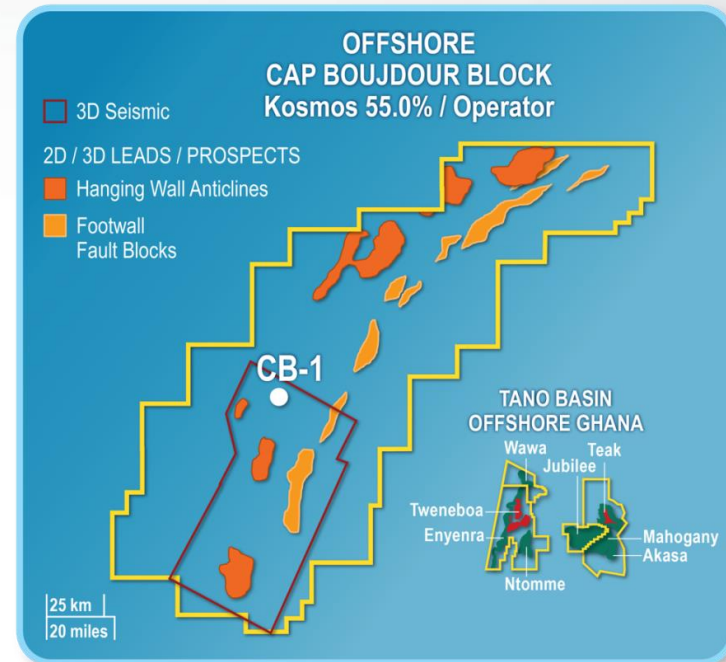 OFFSHORE
CAP BOUJDOUR BLOCK
Kosmos 55.0% / Operator
3D Seismic
2D / 3D LEADS / PROSPECTS
Hanging Wall Anticlines
Footwall
Fault Blocks
CB-1
TANO BASIN
OFFSHORE GHANA
Wawa
Teak
Jubilee
Tweneboa
Enyenra
Mahogany
Akasa
Ntomme
25 km
20 miles